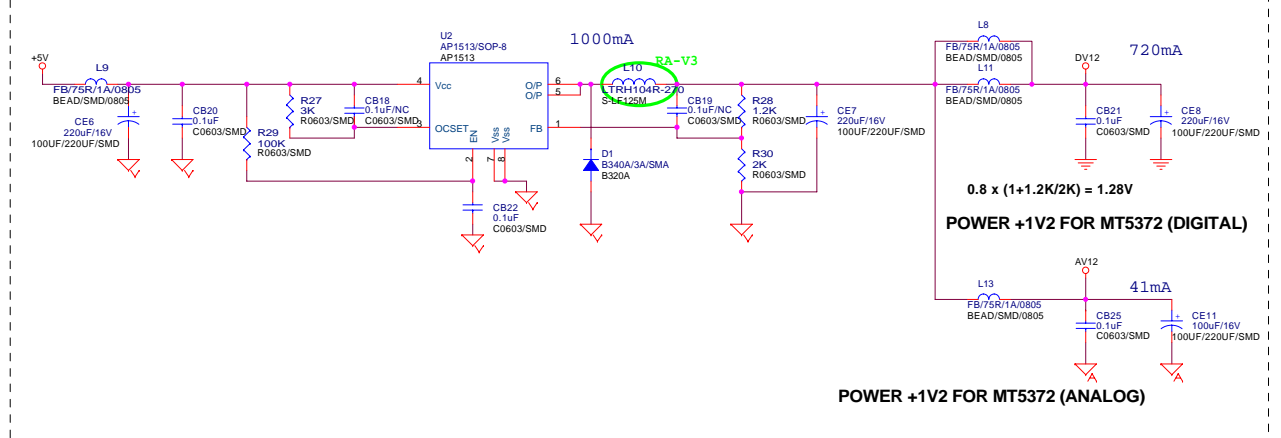 +5V
L9
FB/75R/1A/0805
BEAD/SMD/0805
CE6
220uF/16V
100UF/220UF/SMD
CB20
0.1uF
C0603/SMD
R29
100K
R0603/SMD
R27
3K
R0603/SMD
CB18
0.1uF/NC
C0603/SMD
U2
AP1513/SOP-8
AP1513
4
Vcc
3
OCSET
EN
2
Vss
7
Vss
8
O/P
6
O/P
5
FB
1
CB22
0.1uF
C0603/SMD
1000mA
RA-V3
L10
LTRH104R-270
S-LF125M
D1
B340A/3A/SMA
B320A
CB19
0.1uF/NC
C0603/SMD
R28
1.2K
R0603/SMD
R30
2K
R0603/SMD
CE7
220uF/16V
100UF/220UF/SMD
L8
FB/75R/1A/0805
BEAD/SMD/0805
L11
FB/75R/1A/0805
BEAD/SMD/0805
DV12
720mA
CB21
0.1uF
C0603/SMD
CE8
220uF/16V
100UF/220UF/SMD
0.8 x (1+1.2K/2K) = 1.28V
POWER +1V2 FOR MT5372 (DIGITAL)
AV12
41mA
L13
FB/75R/1A/0805
BEAD/SMD/0805
CB25
0.1uF
C0603/SMD
CE11
100uF/16V
100UF/220UF/SMD
A
A
POWER +1V2 FOR MT5372 (ANALOG)